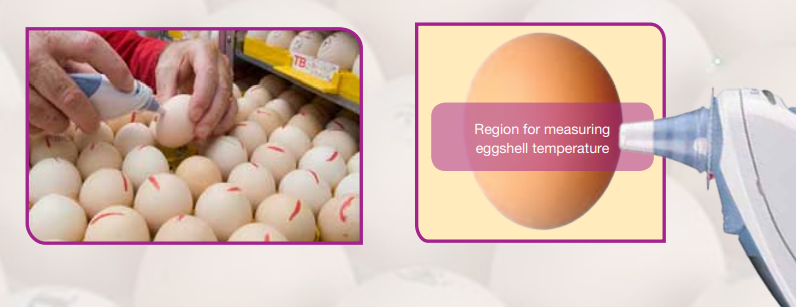 TB
Region for measuring
eggshell temperature